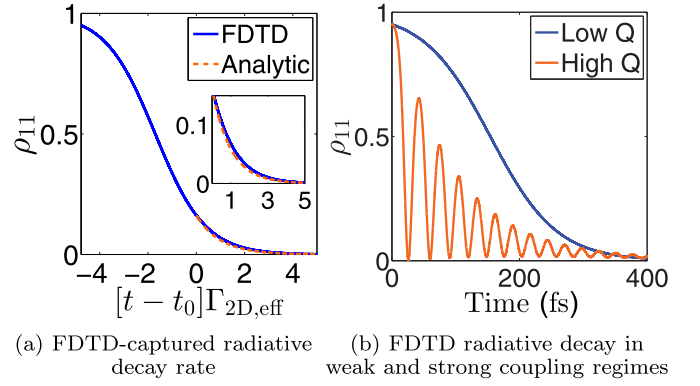 1
0.5
0
ρ11
FDTD
Analytic
0.1
0
1 3 5
−4 −2 0 2 4
[t − t0]Γ2D,eff
(a) FDTD-captured radiative
decay rate
1
0.5
0
ρ11
Low Q
High Q
0 200 400
Time (fs)
(b) FDTD radiative decay in
weak and strong coupling regimes